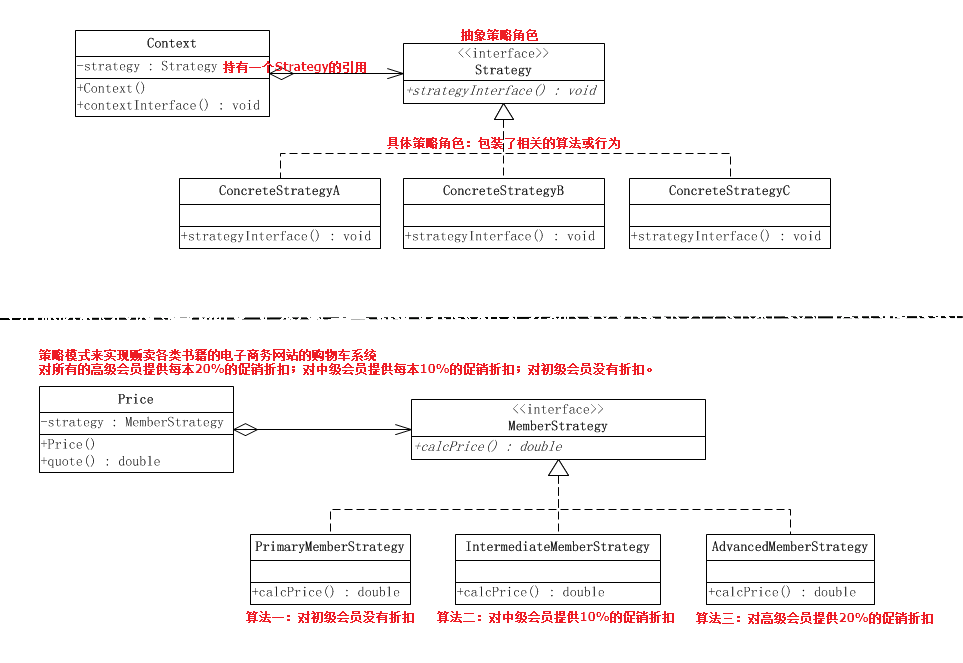 抽象策略角色
Context
<<interface>>
Strategy
-strategy : Strategy
持有一个Strategy的引用
+Context()
+contextInterface() : void
+strategyInterface() : void
具体策略角色：包装了相关的算法或行为
ConcreteStrategyA
ConcreteStrategyB
ConcreteStrategyC
+strategyInterface() : void
+strategyInterface() : void
+strategyInterface() : void
策略模式来实现贩卖各类书籍的电子商务网站的购物车系统
对所有的高级会员提供每本20%的促销折扣；对中级会员提供每本10%的促销折扣；对初级会员没有折扣。
Price
-strategy : MemberStrategy
+Price()
+quote() : double
<<interface>>
MemberStrategy
+calcPrice() : double
PrimaryMemberStrategy
IntermediateMemberStrategy
AdvancedMemberStrategy
+calcPrice() : double
+calcPrice() : double
+calcPrice() : double
算法一：对初级会员没有折扣
算法二：对中级会员提供10%的促销折扣
算法三：对高级会员提供20%的促销折扣